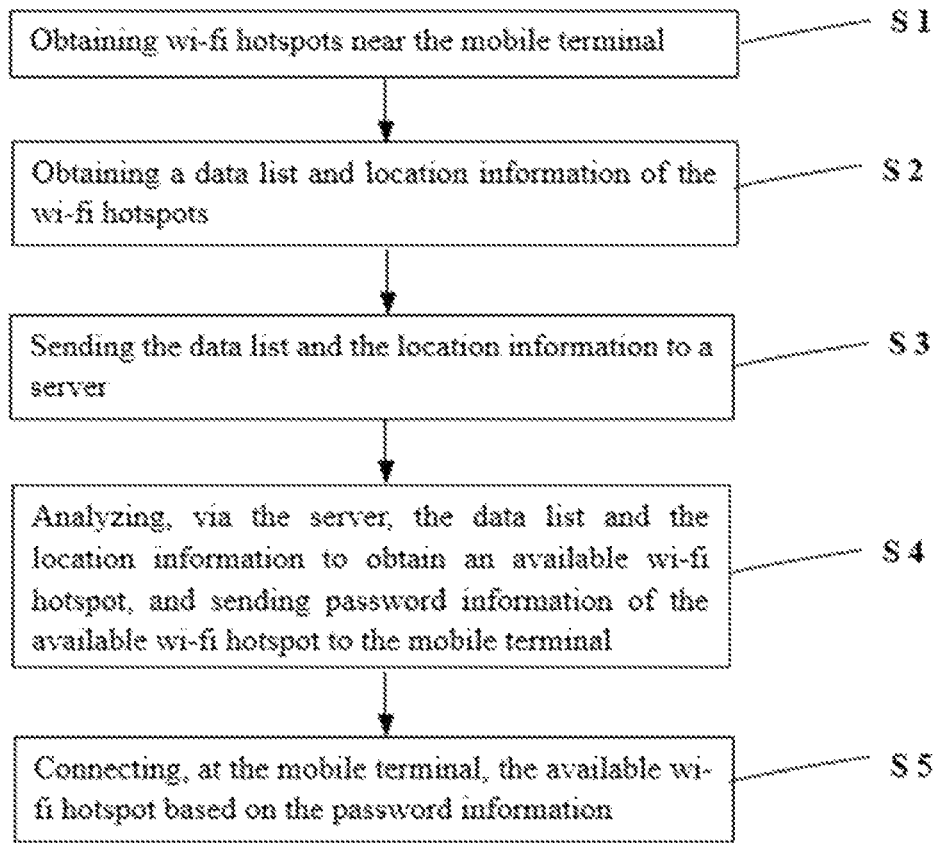 Obtaining wi-fi hotspots near the mobile terminal
S 1
Obtaining a data list and location information of the
wi-fi hotspots
S 2
Sending the data list and the location information to a
server
S 3
Analyzing, via the server, the data list and the
location information to obtain an available wi-fi
hotspot, and sending password information of the
available wi-fi hotspot to the mobile terminal
S 4
Connecting, at the mobile terminal, the available wi-
fi hotspot based on the password information
S 5